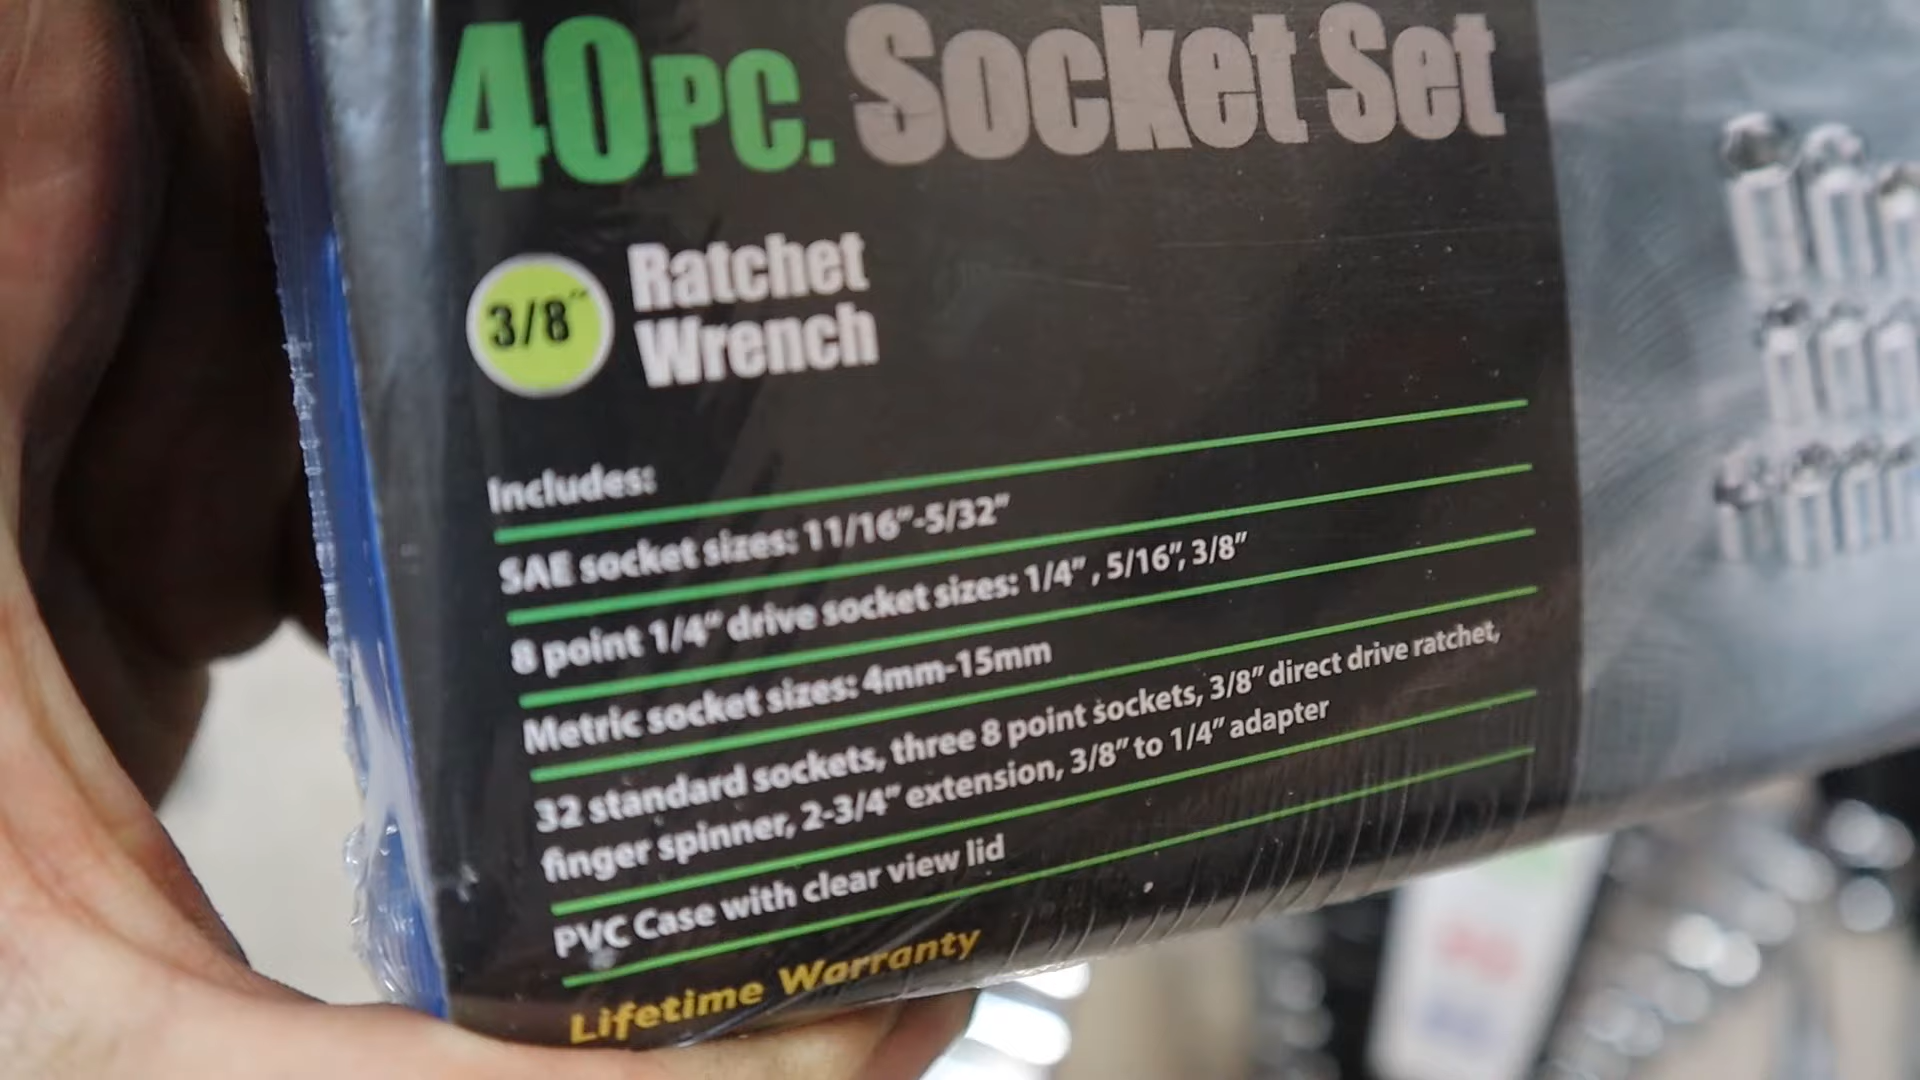 40PC. Socket Set
3/8" Ratchet
Wrench
Includes:
SAE socket sizes: 11/16"-5/32"
8 point 1/4" drive socket sizes: 1/4" , 5/16", 3/8"
Metric socket sizes: 4mm-15mm
32 standard sockets, three 8 point sockets, 3/8" direct drive ratchet,
finger spinner, 2-3/4" extension, 3/8" to 1/4" adapter
PVC Case with clear view lid
Lifetime Warranty